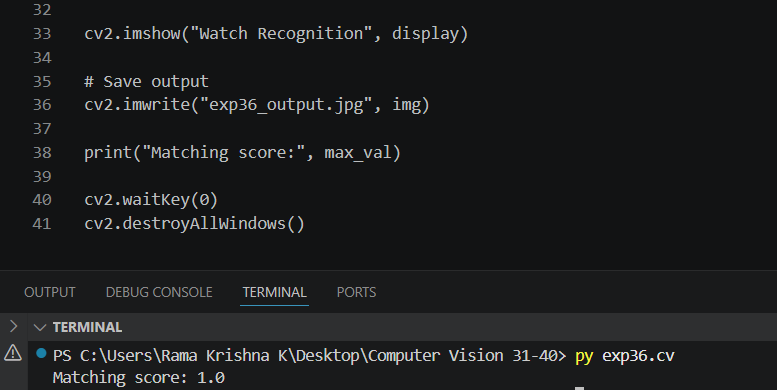 32
33 cv2.imshow("Watch Recognition", display)
34
35 # Save output
36 cv2.imwrite("exp36_output.jpg", img)
37
38 print("Matching score:", max_val)
39
40 cv2.waitKey(0)
41 cv2.destroyAllWindows()
OUTPUT DEBUG CONSOLE TERMINAL PORTS
TERMINAL
PS C:\Users\Rama Krishna K\Desktop\Computer Vision 31-40> py exp36.cv
Matching score: 1.0